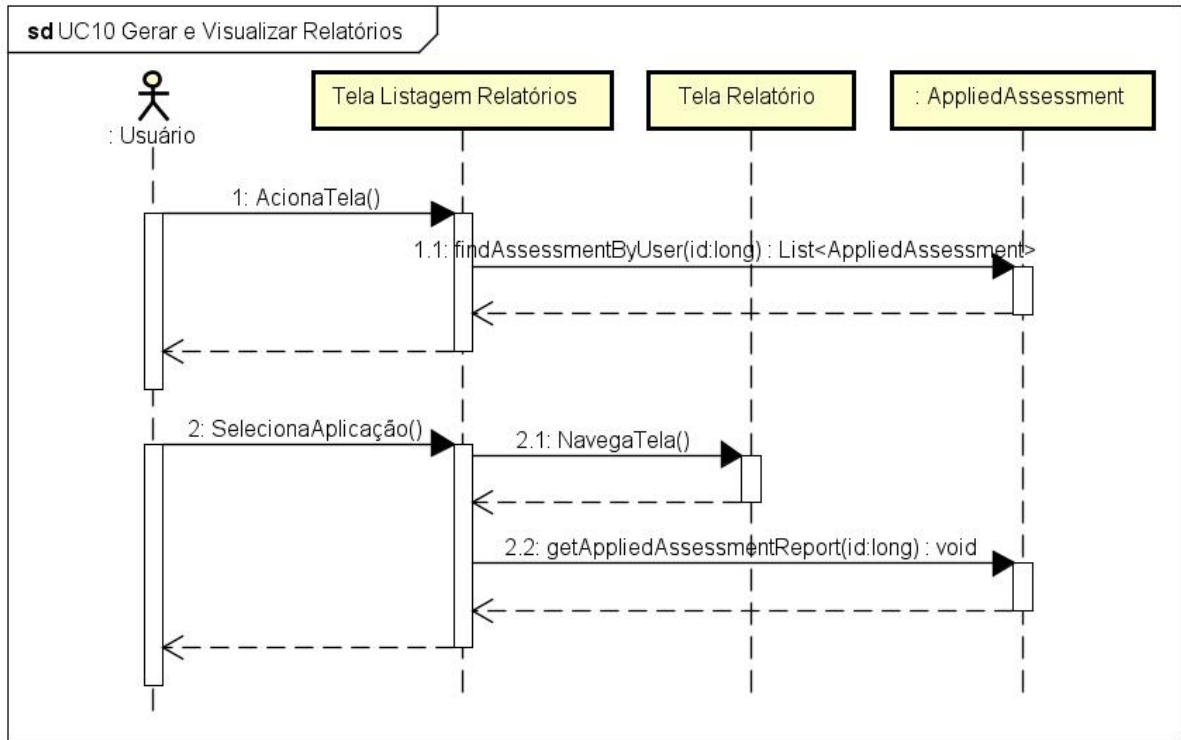 sd UC10 Gerar e Visualizar Relatórios
: Usuário
Tela Listagem Relatórios
Tela Relatório
: AppliedAssessment
1: AcionaTela()
1.1: findAssessmentByUser(id:long) : List<AppliedAssessment>
2: SelecionaAplicação()
2.1: NavegaTela()
2.2: getAppliedAssessmentReport(id:long) : void